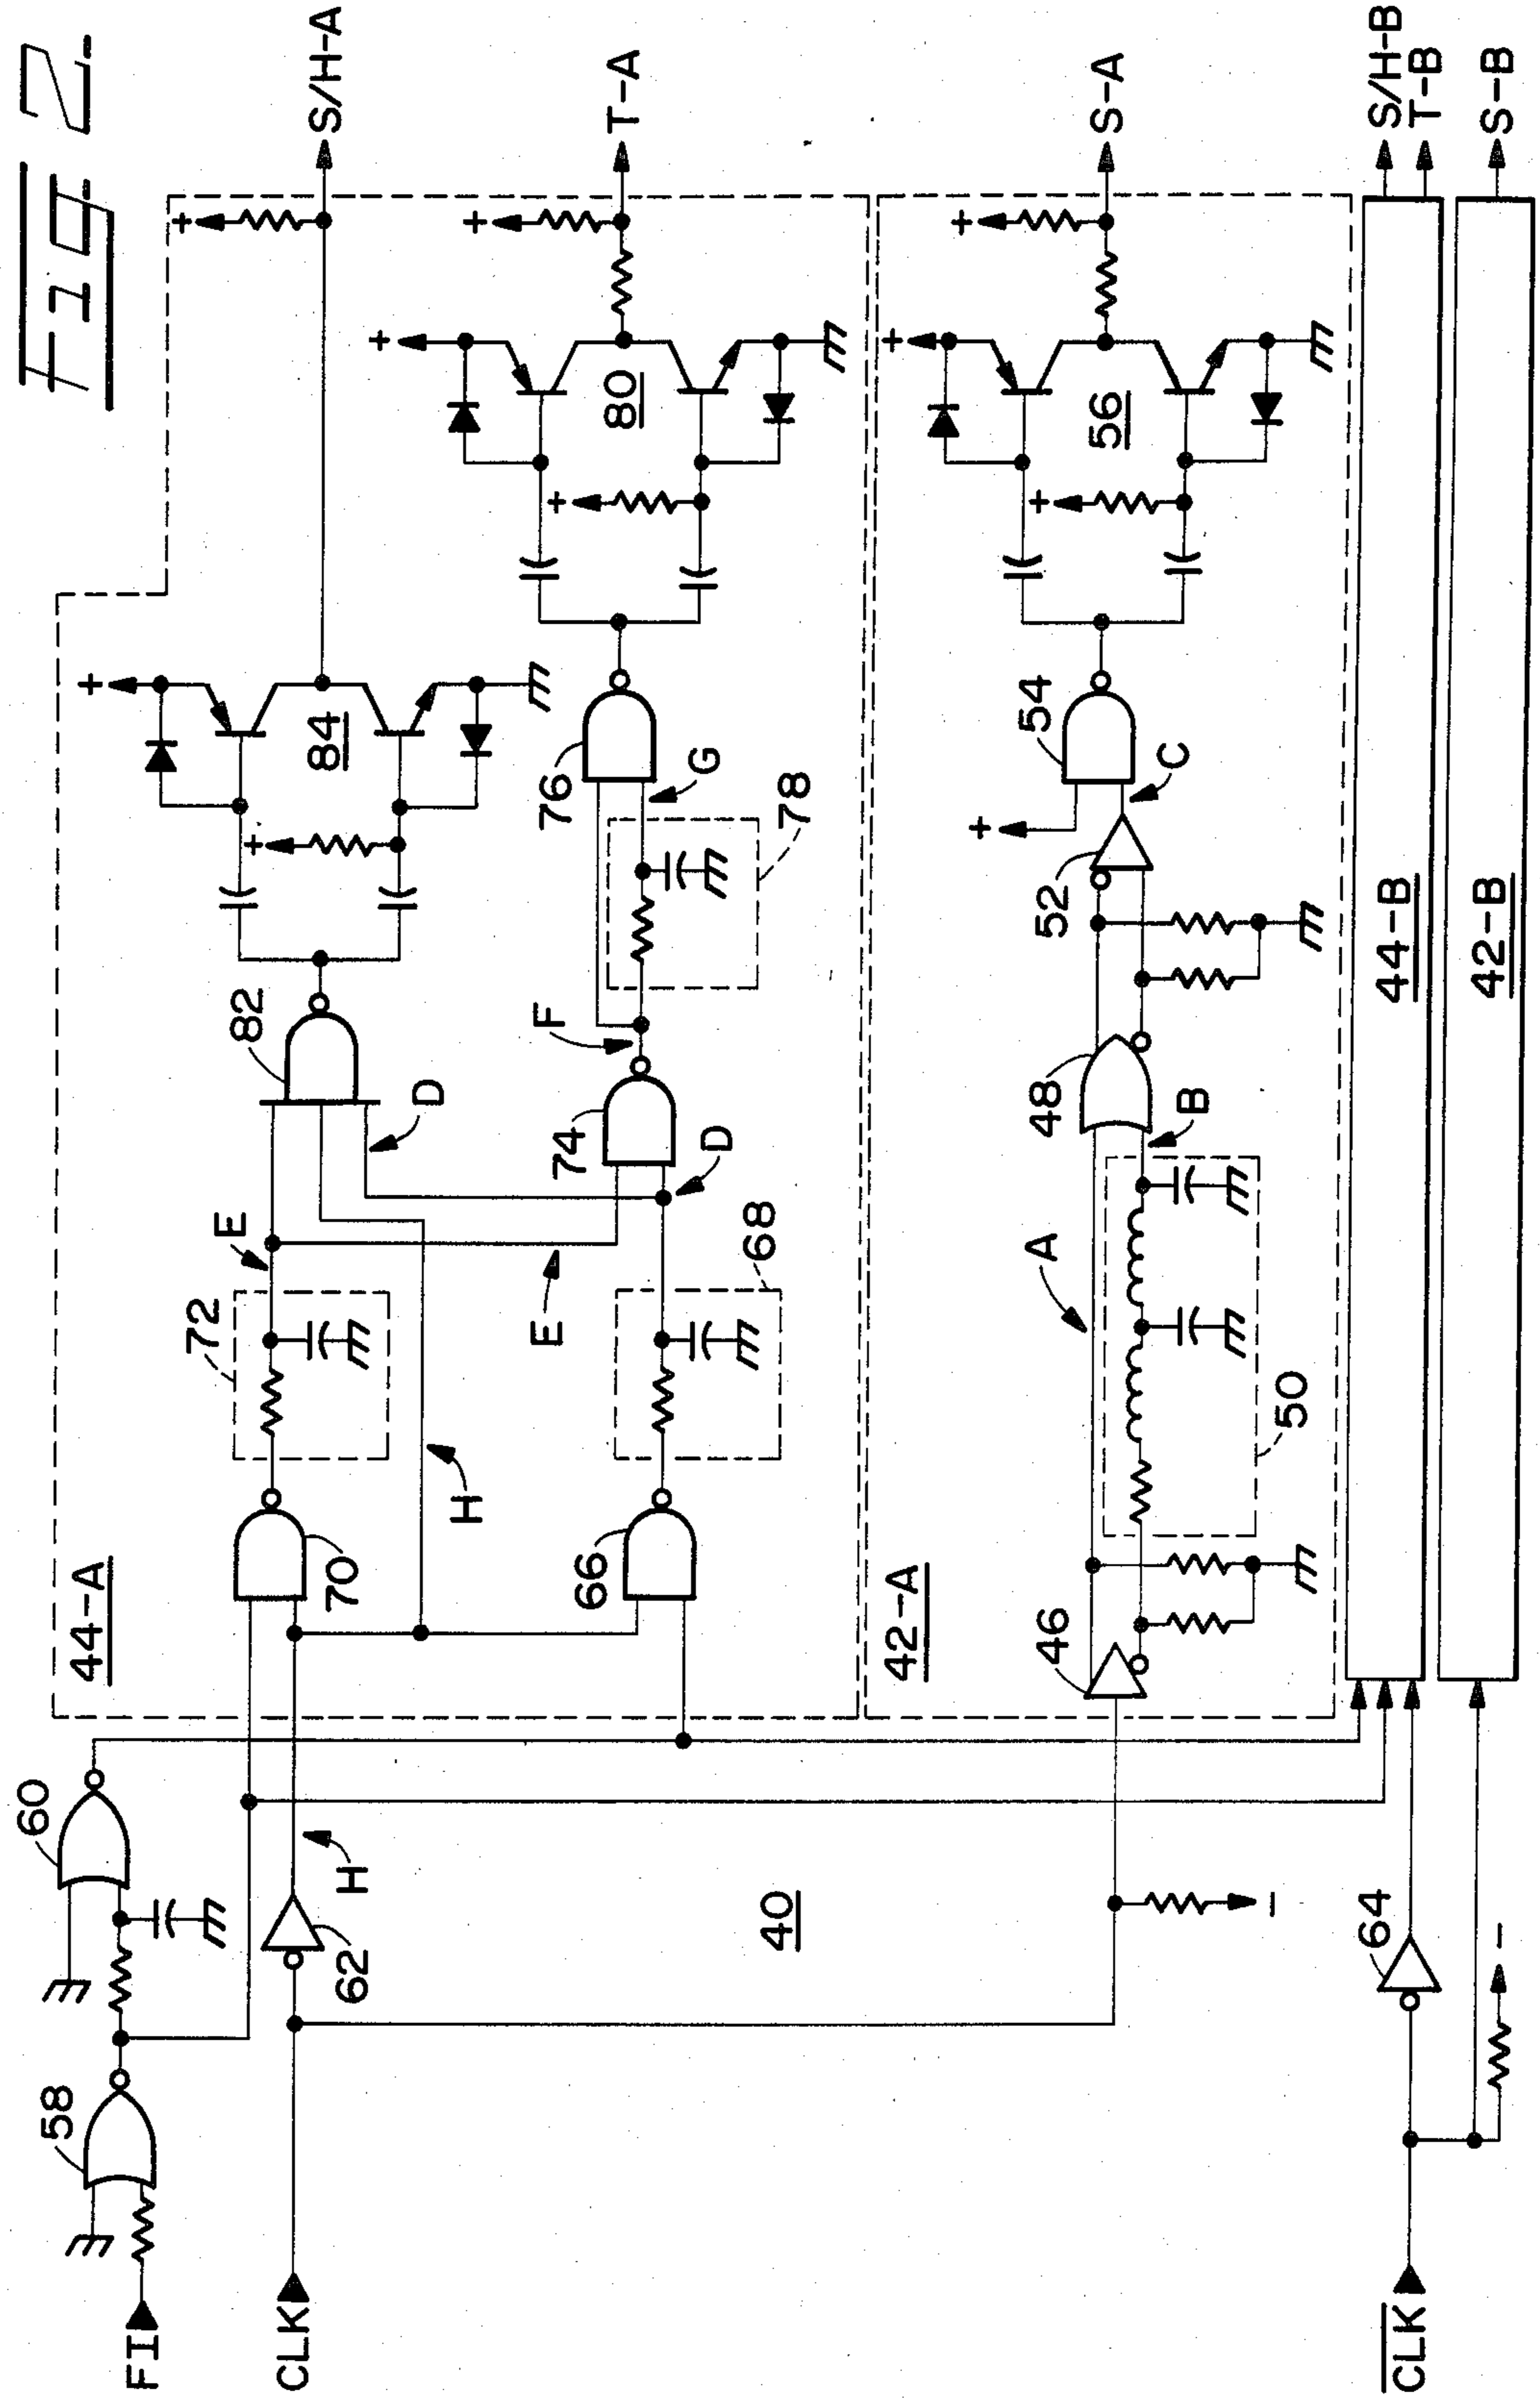 FIG 2.
S/H-A
T-A
S-A
S/H-B
T-B
S-B
+
+
+
+
+
+
+
+
+
+
84
80
56
76
G
78
54
C
52
82
D
F
74
D
48
B
E
E
68
72
A
50
H
44-A
70
66
42-A
46
44-B
42-B
60
H
62
40
64
58
FI
CLK
CLK
−
−